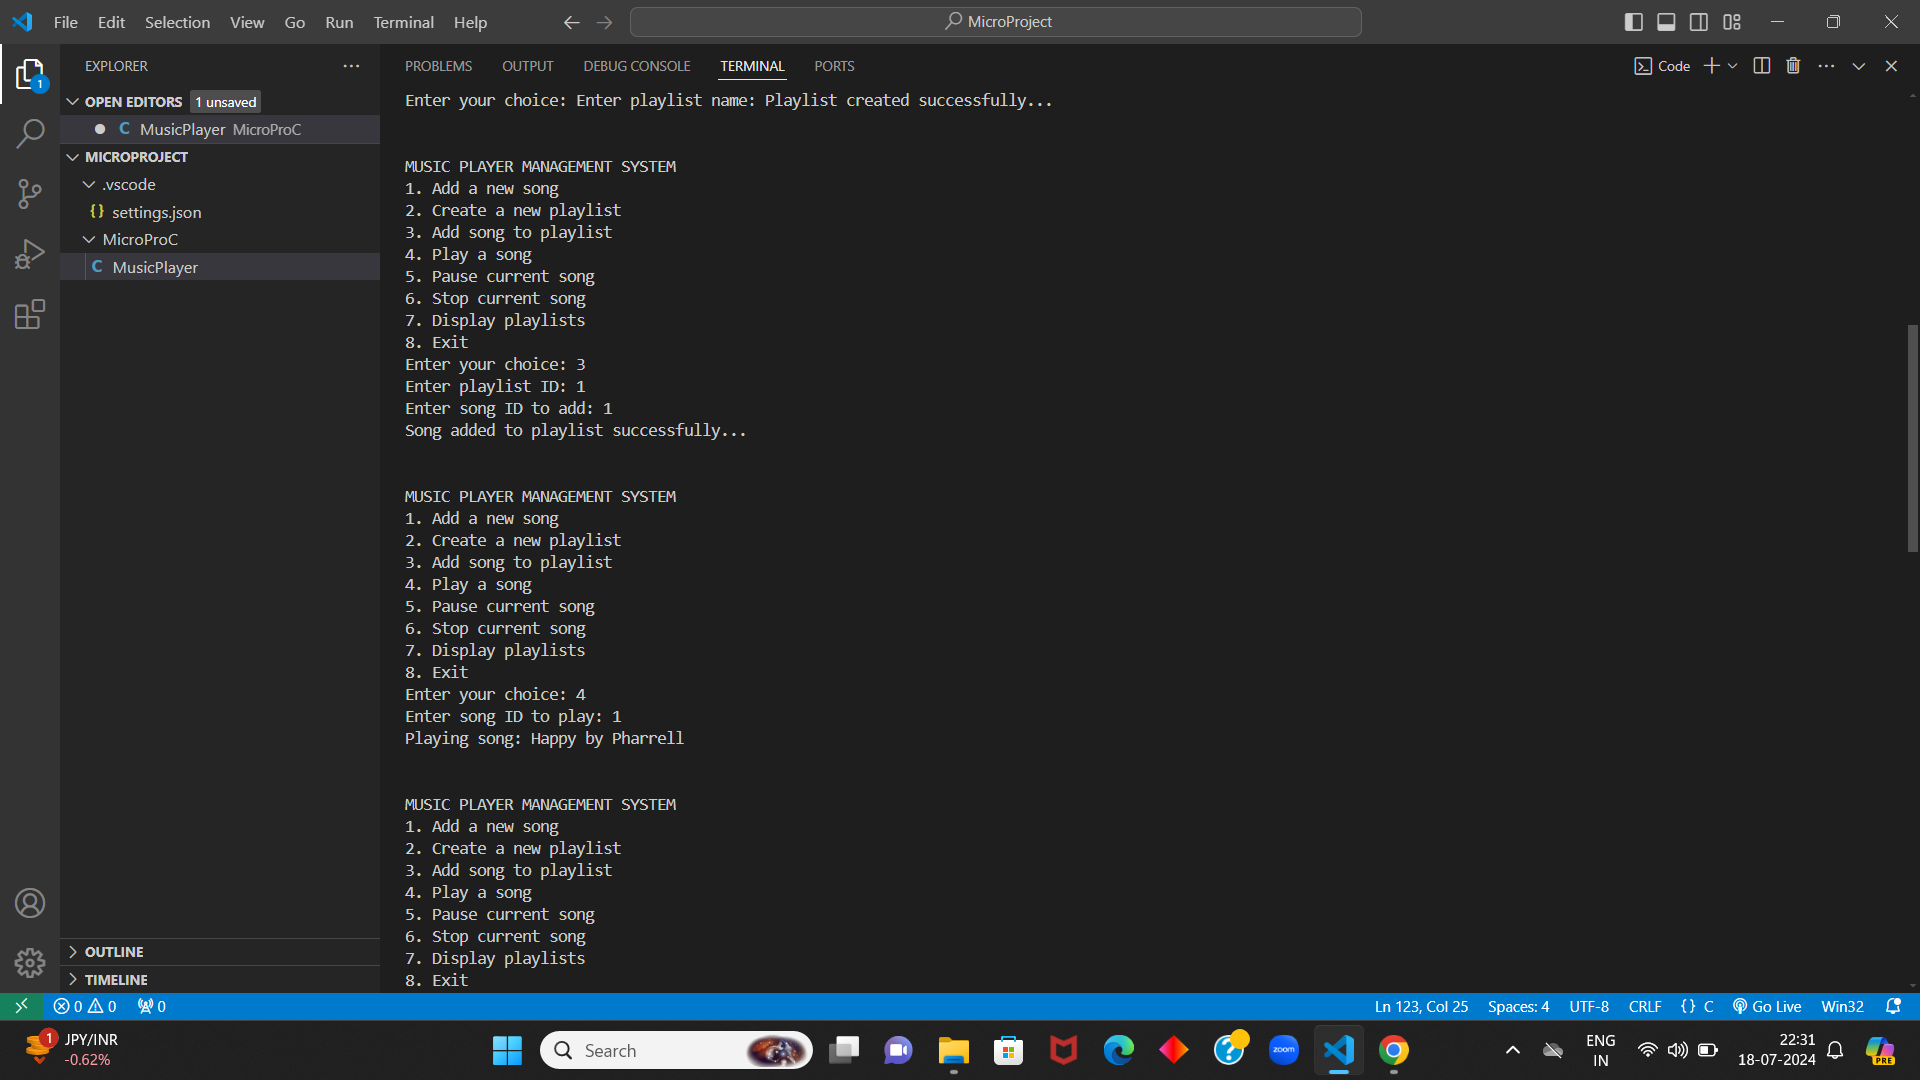 File Edit Selection View Go Run Terminal Help
MicroProject
EXPLORER
OPEN EDITORS 1 unsaved
C MusicPlayer MicroProC
MICROPROJECT
.vscode
{} settings.json
MicroProC
C MusicPlayer
OUTLINE
TIMELINE
1
PROBLEMS OUTPUT DEBUG CONSOLE TERMINAL PORTS
Code
Enter your choice: Enter playlist name: Playlist created successfully...
MUSIC PLAYER MANAGEMENT SYSTEM
1. Add a new song
2. Create a new playlist
3. Add song to playlist
4. Play a song
5. Pause current song
6. Stop current song
7. Display playlists
8. Exit
Enter your choice: 3
Enter playlist ID: 1
Enter song ID to add: 1
Song added to playlist successfully...
MUSIC PLAYER MANAGEMENT SYSTEM
1. Add a new song
2. Create a new playlist
3. Add song to playlist
4. Play a song
5. Pause current song
6. Stop current song
7. Display playlists
8. Exit
Enter your choice: 4
Enter song ID to play: 1
Playing song: Happy by Pharrell
MUSIC PLAYER MANAGEMENT SYSTEM
1. Add a new song
2. Create a new playlist
3. Add song to playlist
4. Play a song
5. Pause current song
6. Stop current song
7. Display playlists
8. Exit
0 0 0
Ln 123, Col 25 Spaces: 4 UTF-8 CRLF {} C Go Live Win32
1
JPY/INR
-0.62%
Search
zoom
ENG
IN
22:31
18-07-2024
PRE